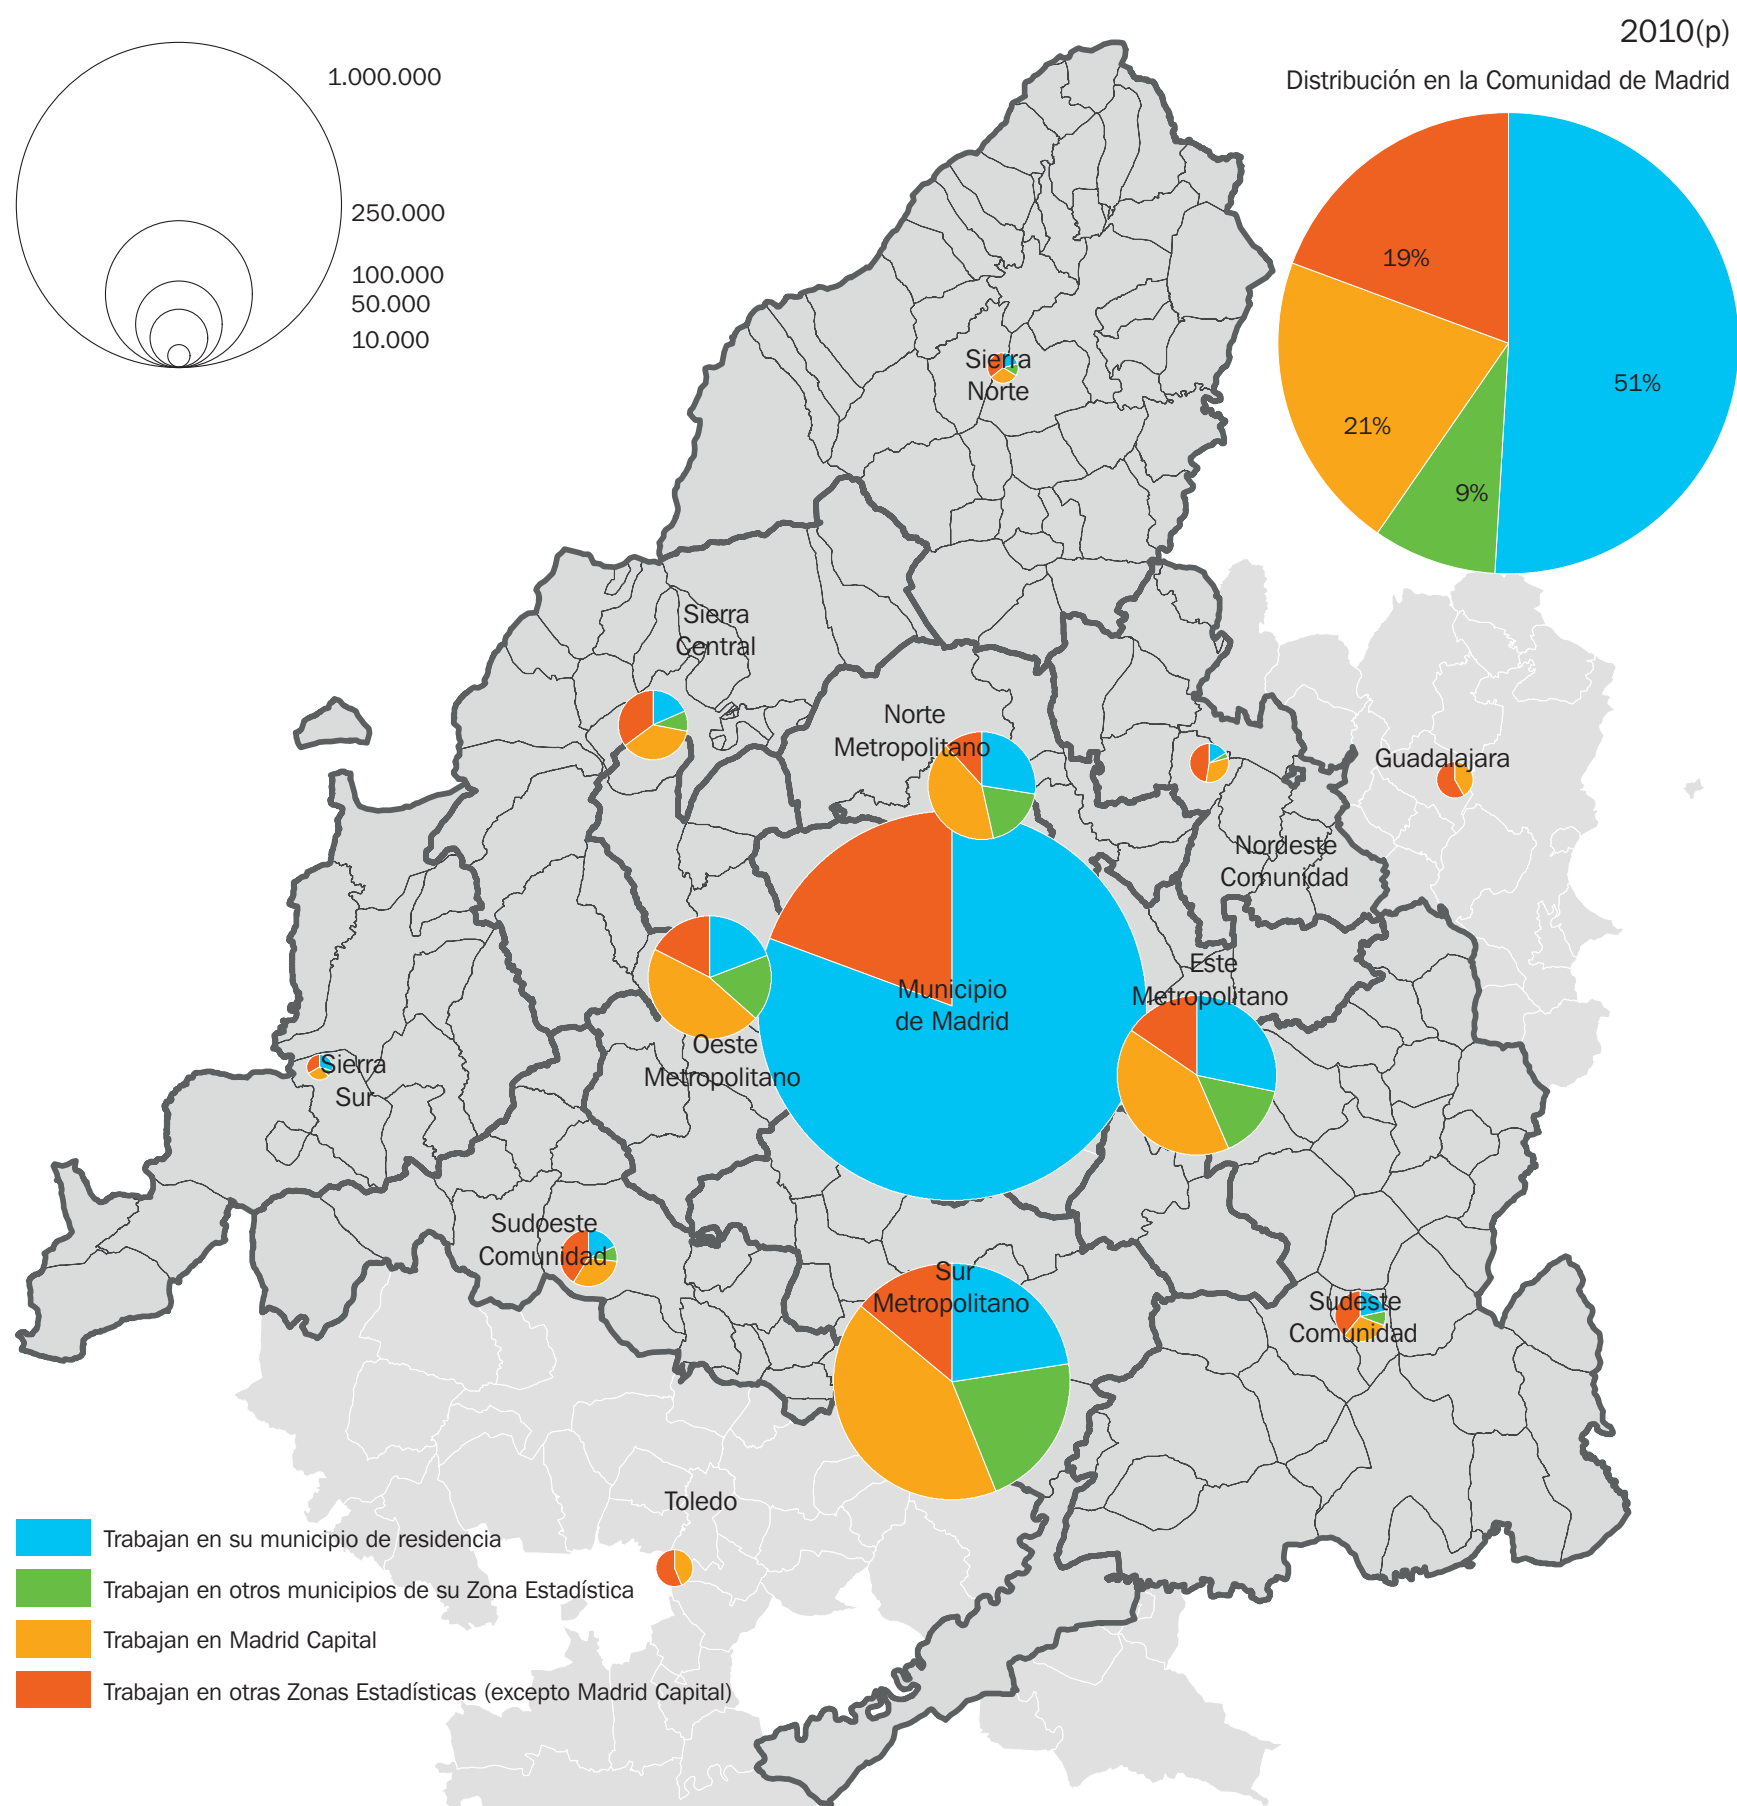 2010(p)
Distribución en la Comunidad de Madrid
1.000.000
250.000
100.000
50.000
10.000
19%
51%
21%
9%
Sierra
Norte
Sierra
Central
Norte
Metropolitano
Guadalajara
Nordeste
Comunidad
Este
Metropolitano
Municipio
de Madrid
Oeste
Metropolitano
Sierra
Sur
Sudoeste
Comunidad
Sur
Metropolitano
Sudeste
Comunidad
Toledo
Trabajan en su municipio de residencia
Trabajan en otros municipios de su Zona Estadística
Trabajan en Madrid Capital
Trabajan en otras Zonas Estadísticas (excepto Madrid Capital)